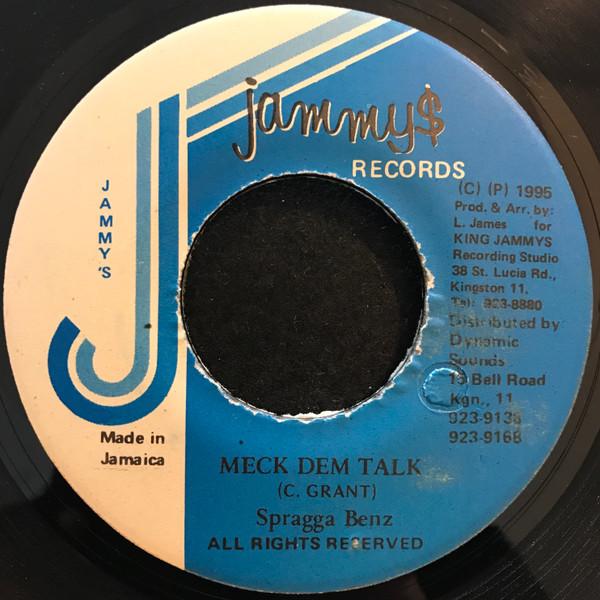 jammy$
RECORDS
JAMMY'S
(C) (P) 1995
Prod. & Arr. by:
L. James for
KING JAMMYS
Recording Studio
38 St. Lucia Rd.,
Kingston 11.
Tel: 923-8880
Distributed by
Dynamic
Sounds
15 Bell Road
Kgn., 11
923-9138
923-9168
Made in
Jamaica
MECK DEM TALK
(C. GRANT)
Spragga Benz
ALL RIGHTS RESERVED